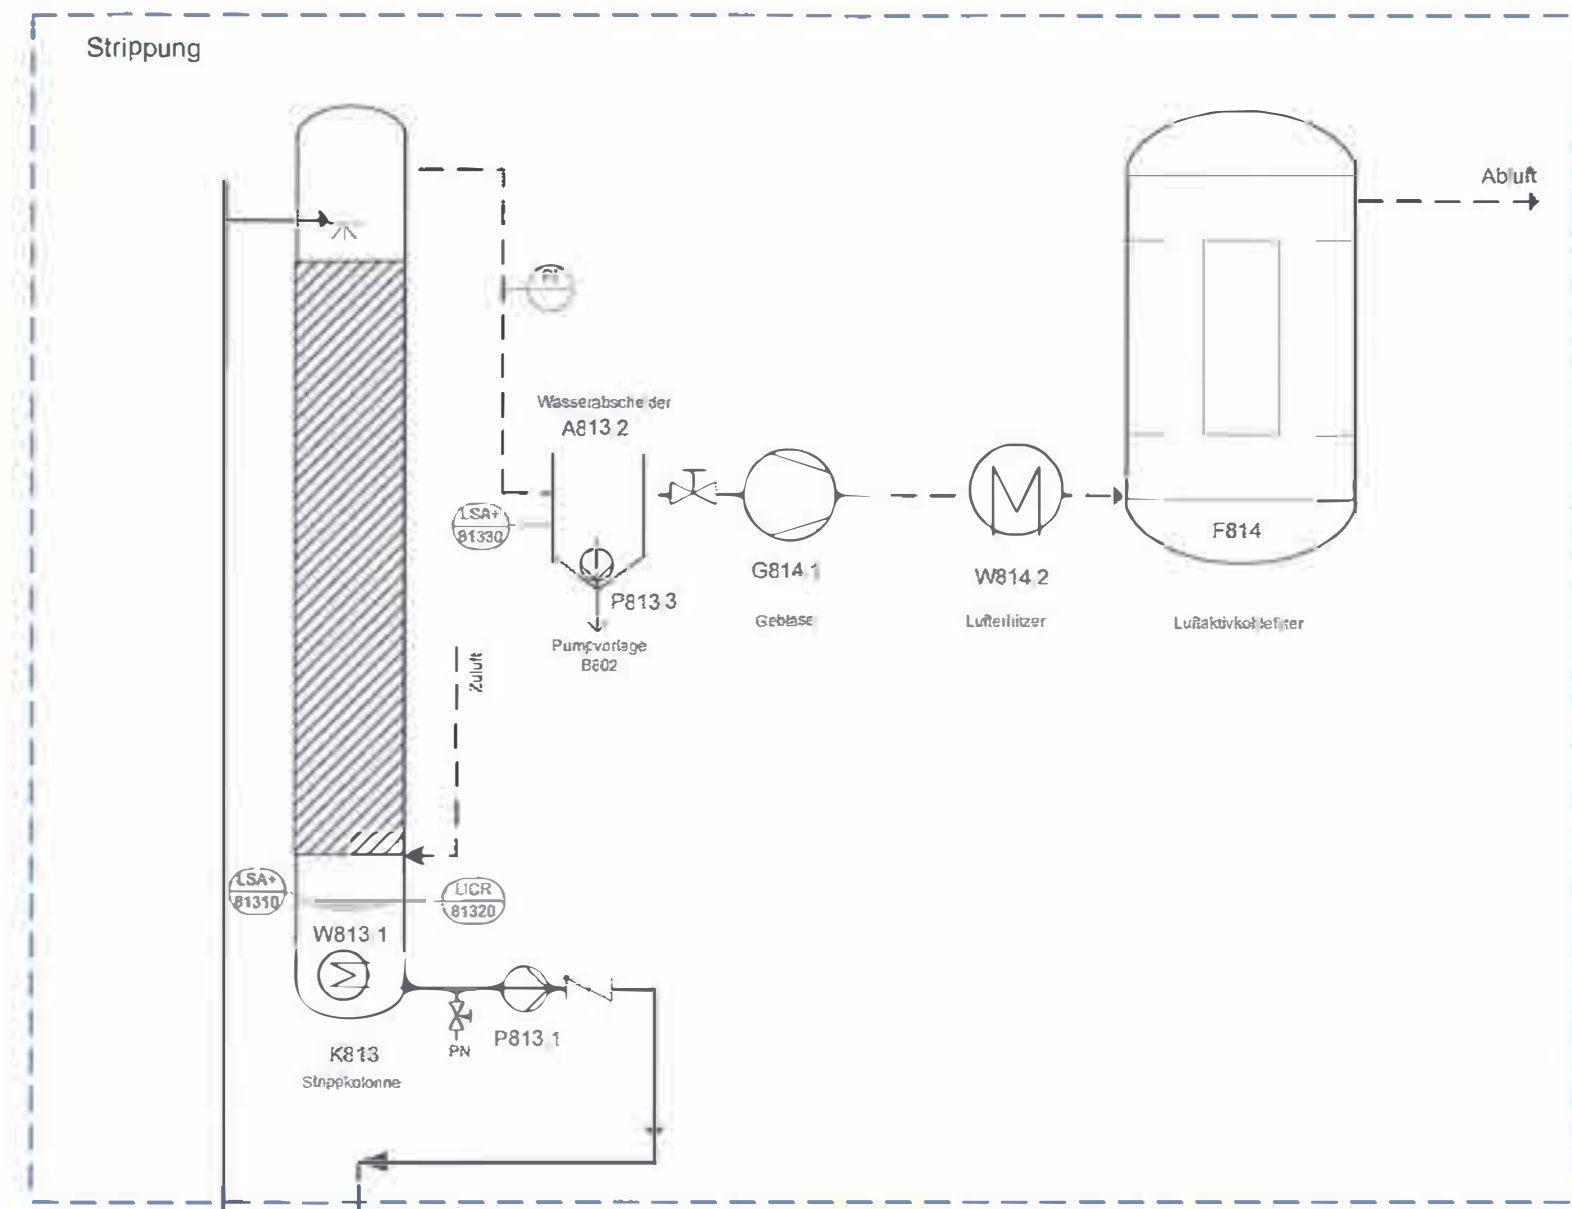 Strippung
Abluft
PI
Wasserabscheider
A813.2
LSA+
81330
P813.3
Pumpvorlage
B602
G814.1
Gebläse
W814.2
Lufterhitzer
F814
Luftaktivkohlefilter
Zuluft
LSA+
81310
LICR
81320
W813.1
P813.1
PN
K813
Strippkolonne